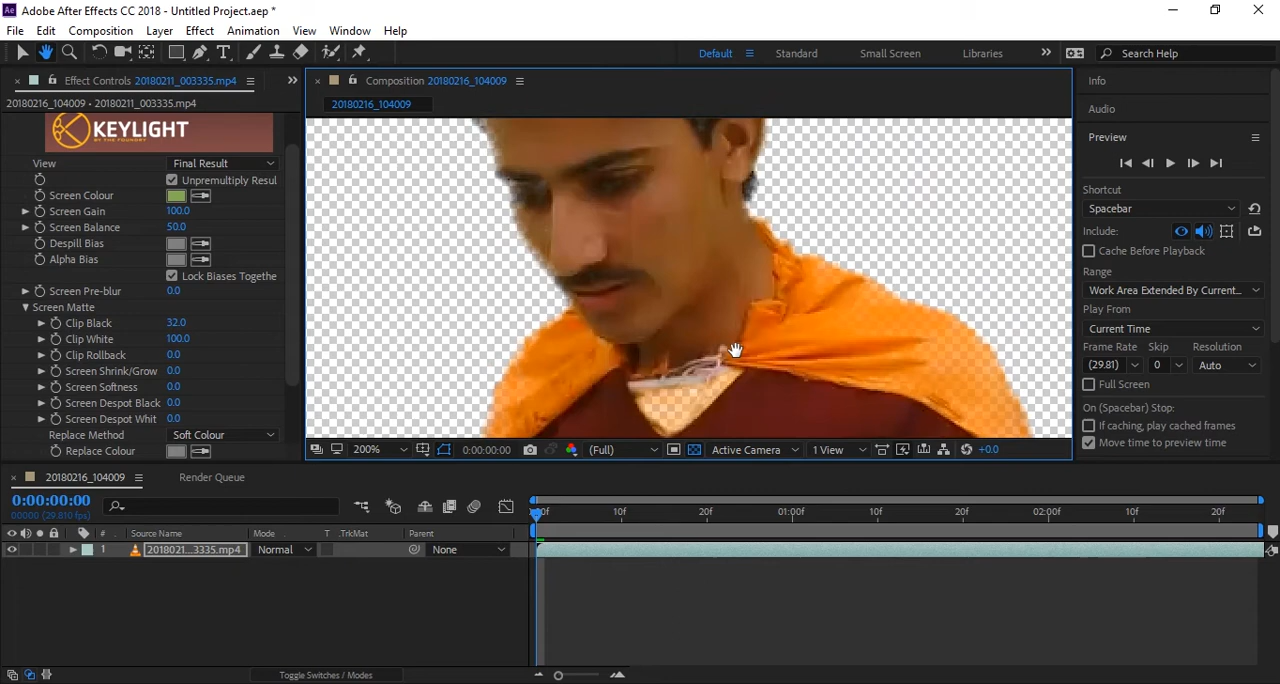 Adobe After Effects CC 2018 - Untitled Project.aep *
File Edit Composition Layer Effect Animation View Window Help
Default Standard Small Screen Libraries Search Help
Effect Controls 20180211_003335.mp4
20180216_104009 • 20180211_003335.mp4
KEYLIGHT
BY THE FOUNDRY
View Final Result
Unpremultiply Resul
Screen Colour
Screen Gain 100.0
Screen Balance 50.0
Despill Bias
Alpha Bias
Lock Biases Togethe
Screen Pre-blur 0.0
Screen Matte
Clip Black 32.0
Clip White 100.0
Clip Rollback 0.0
Screen Shrink/Grow 0.0
Screen Softness 0.0
Screen Despot Black 0.0
Screen Despot Whit 0.0
Replace Method Soft Colour
Replace Colour
Composition 20180216_104009
20180216_104009
200% 0:00:00:00 (Full) Active Camera 1 View +0.0
Info
Audio
Preview
Shortcut
Spacebar
Include:
Cache Before Playback
Range
Work Area Extended By Current...
Play From
Current Time
Frame Rate Skip Resolution
(29.81) 0 Auto
Full Screen
On (Spacebar) Stop:
If caching, play cached frames
Move time to preview time
20180216_104009 Render Queue
0:00:00:00
00000 (29.810 fps)
:00f 10f 20f 01:00f 10f 20f 02:00f 10f 20f
# Source Name Mode T .TrkMat Parent
1 2018021...3335.mp4 Normal None
Toggle Switches / Modes